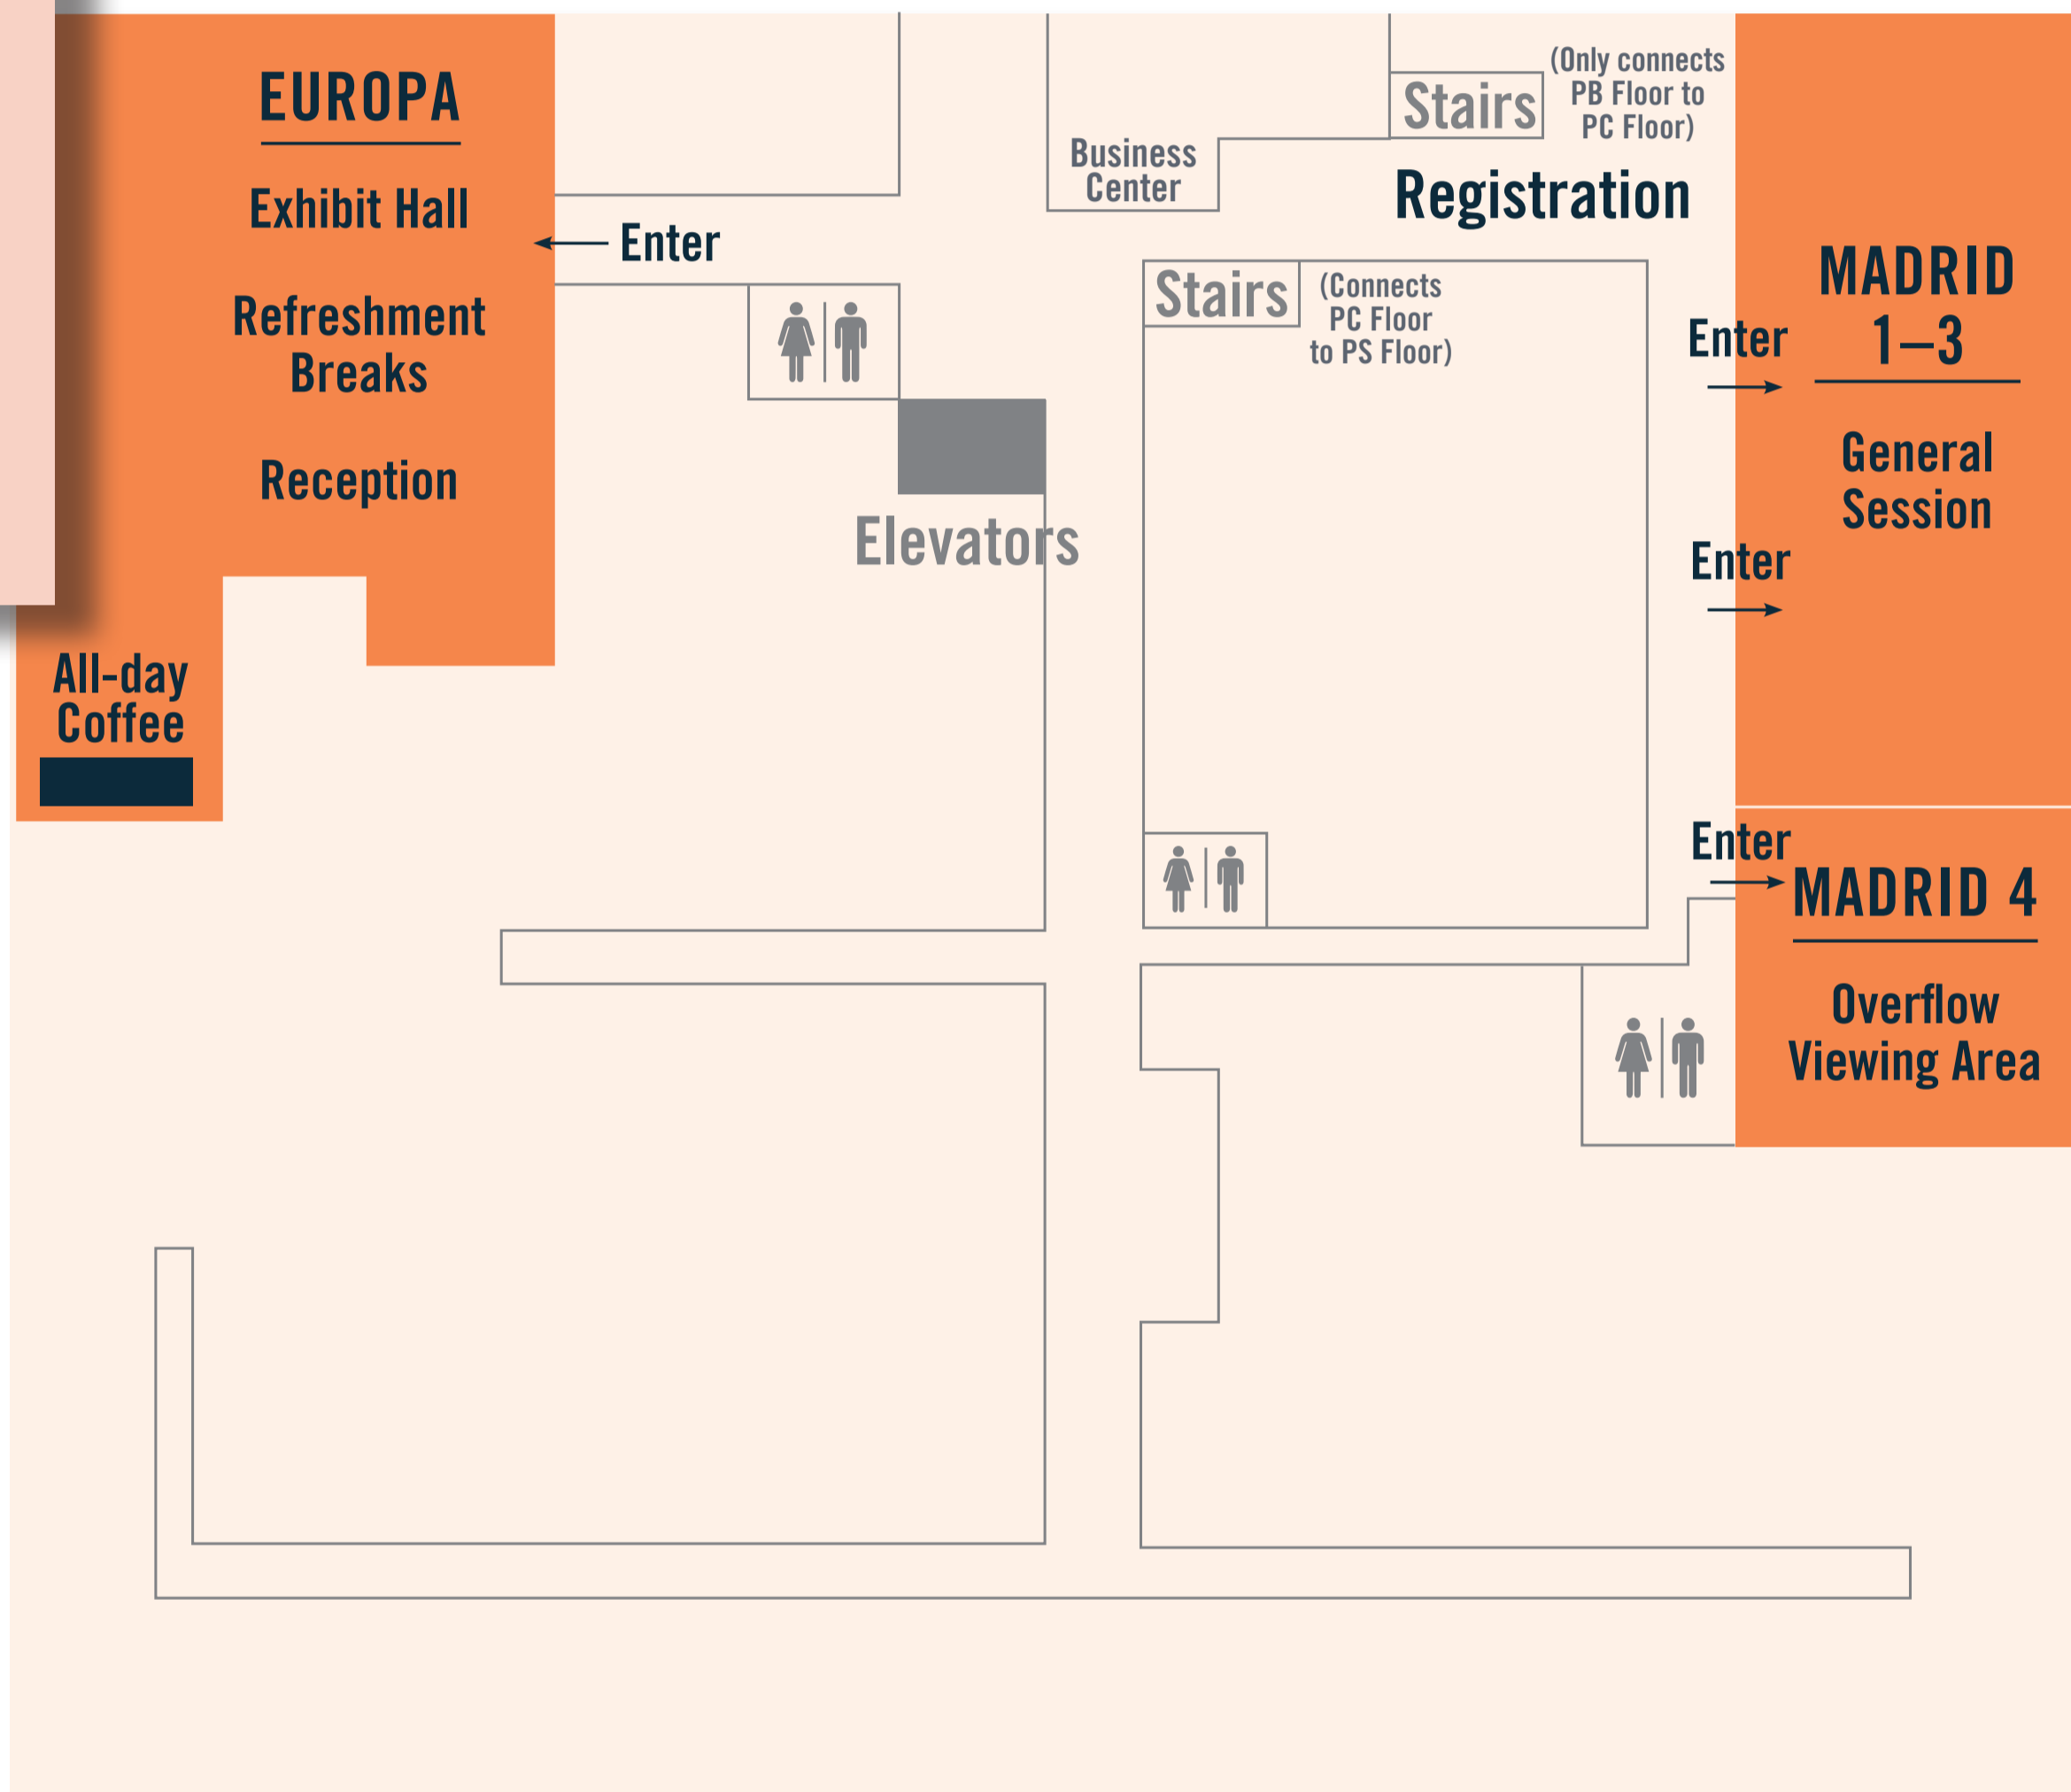 EUROPA
Exhibit Hall
Refreshment
Breaks
Reception
All-day
Coffee
Enter
Elevators
Business
Center
Stairs
(Only connects
PB Floor to
PC Floor)
Registration
Stairs
(Connects
PC Floor
to PS Floor)
Enter
MADRID
1–3
General
Session
Enter
Enter
MADRID 4
Overflow
Viewing Area